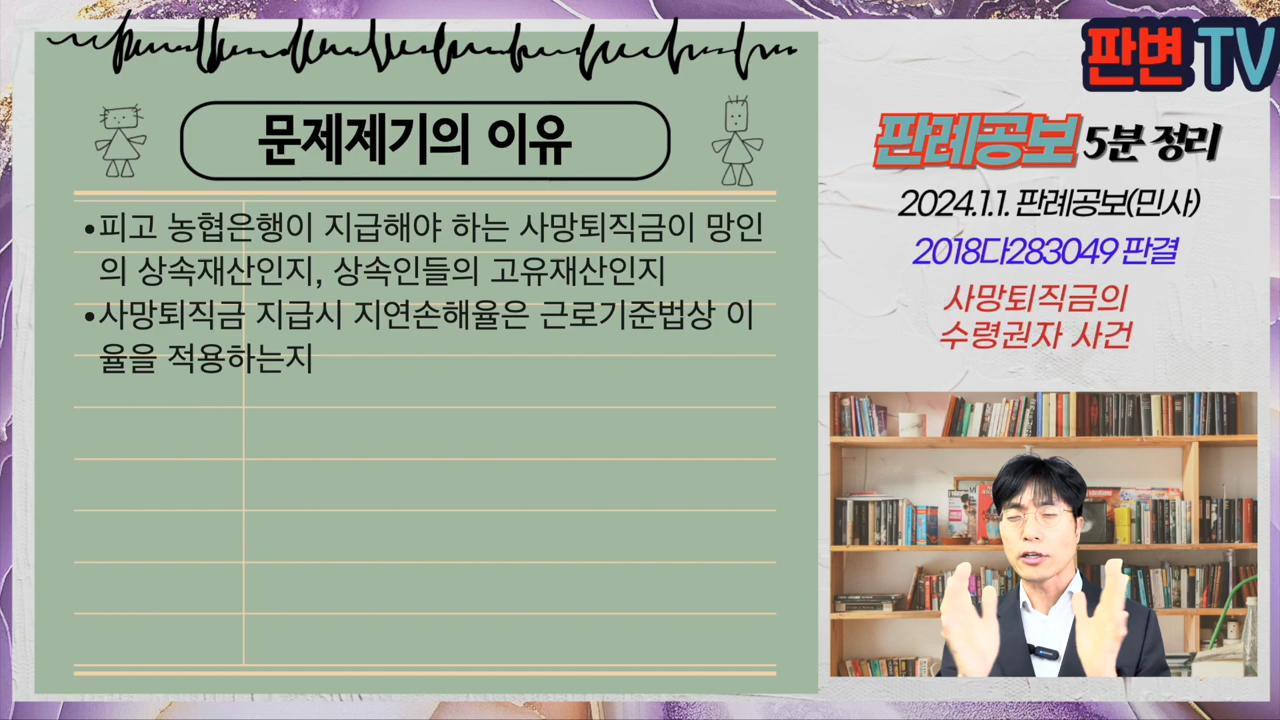 판변 TV
문제제기의 이유
•피고 농협은행이 지급해야 하는 사망퇴직금이 망인
의 상속재산인지, 상속인들의 고유재산인지
•사망퇴직금 지급시 지연손해율은 근로기준법상 이
율을 적용하는지
판례공보 5분 정리
2024.1.1. 판례공보(민사)
2018다283049 판결
사망퇴직금의
수령권자 사건